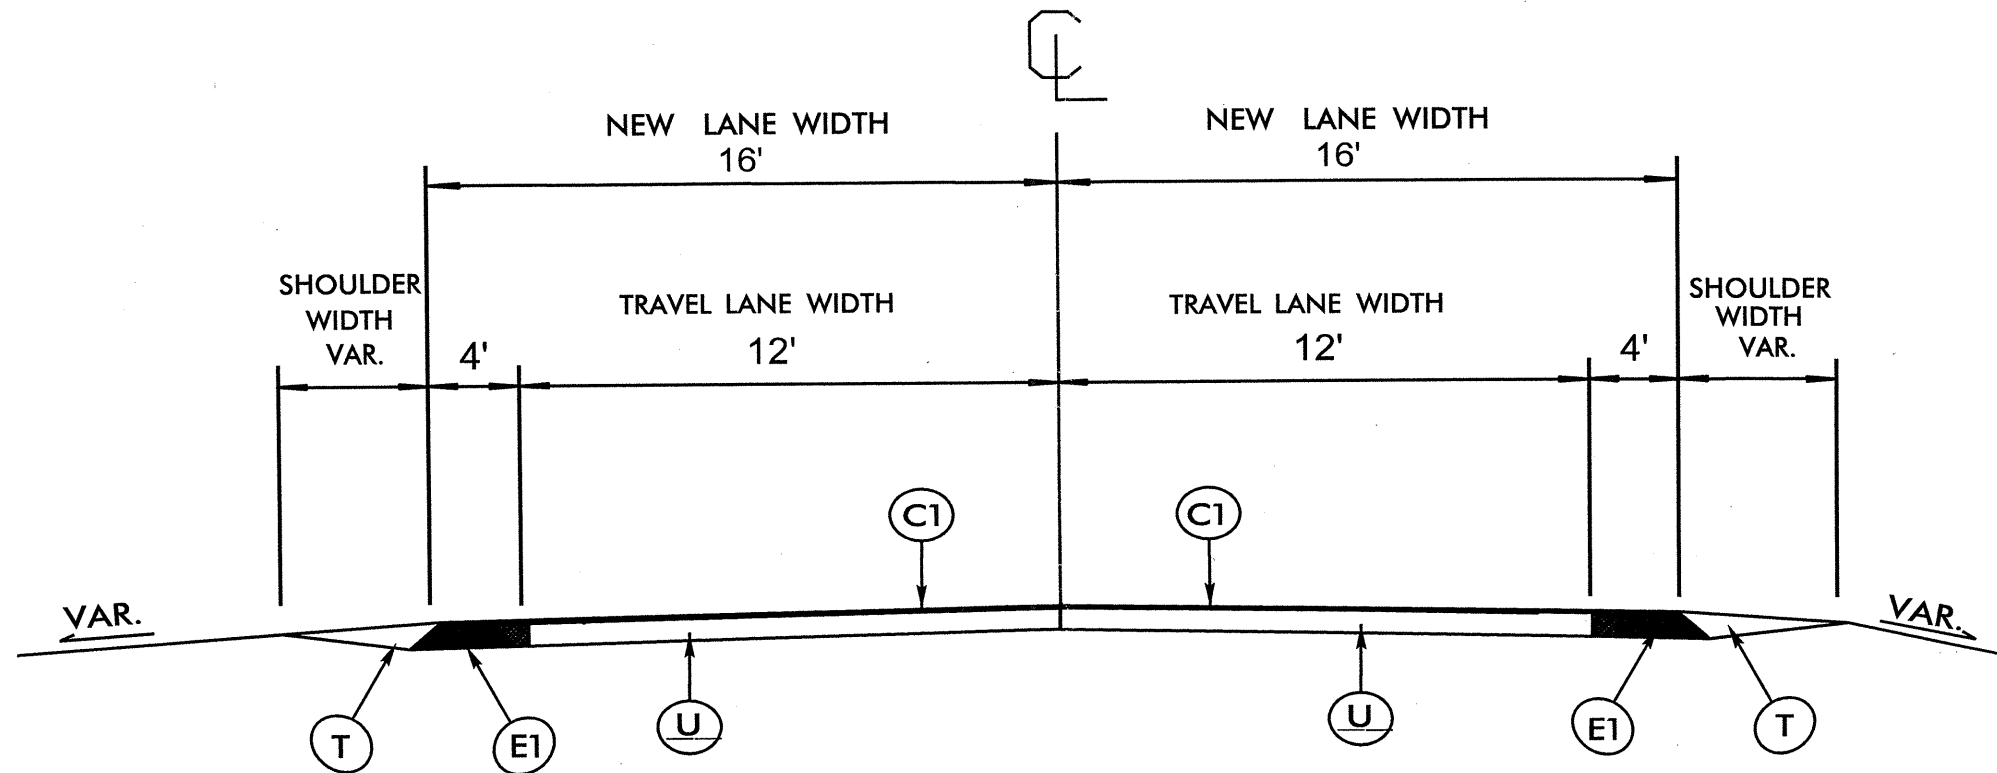 CL
NEW LANE WIDTH
16'
NEW LANE WIDTH
16'
SHOULDER
WIDTH
VAR.
4'
TRAVEL LANE WIDTH
12'
TRAVEL LANE WIDTH
12'
4'
SHOULDER
WIDTH
VAR.
C1
C1
VAR.
VAR.
T
E1
U
U
E1
T